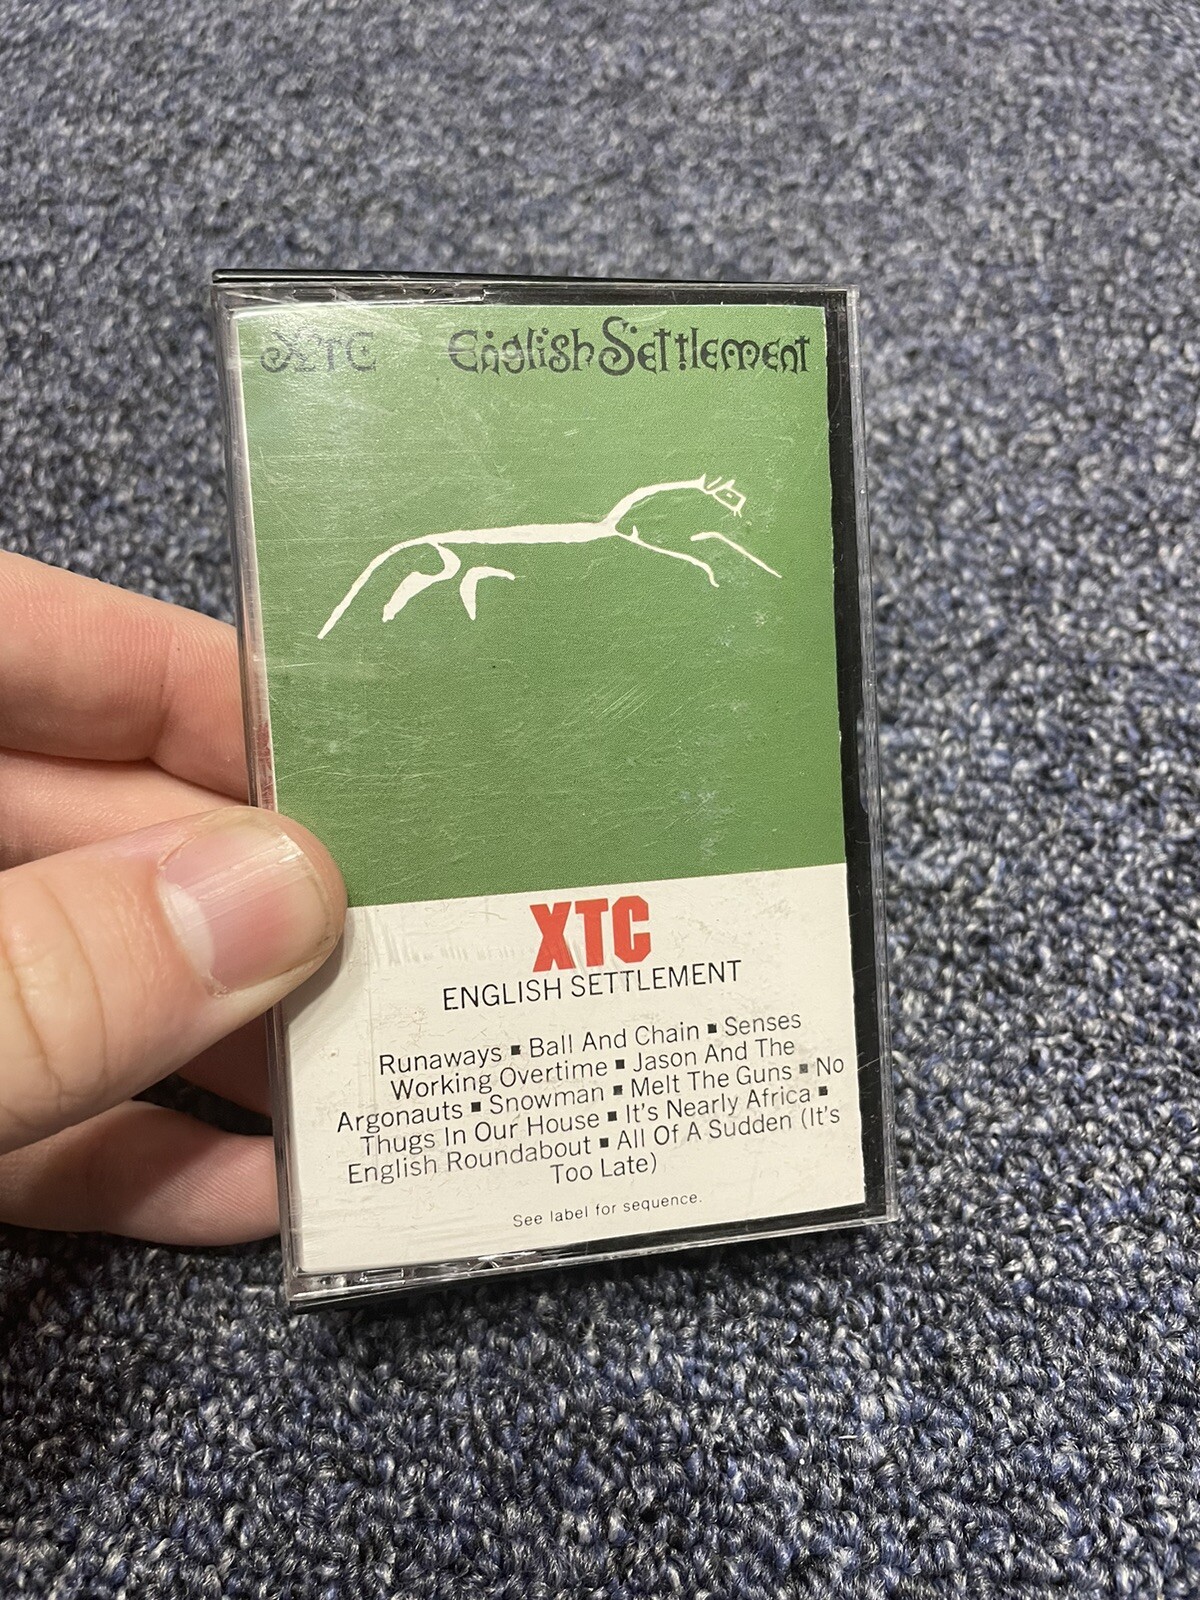 XTC English Settlement
XTC
ENGLISH SETTLEMENT
Runaways ▪ Ball And Chain ▪ Senses
Working Overtime ▪ Jason And The
Argonauts ▪ Snowman ▪ Melt The Guns ▪ No
Thugs In Our House ▪ It's Nearly Africa ▪
English Roundabout ▪ All Of A Sudden (It's
Too Late)
See label for sequence.